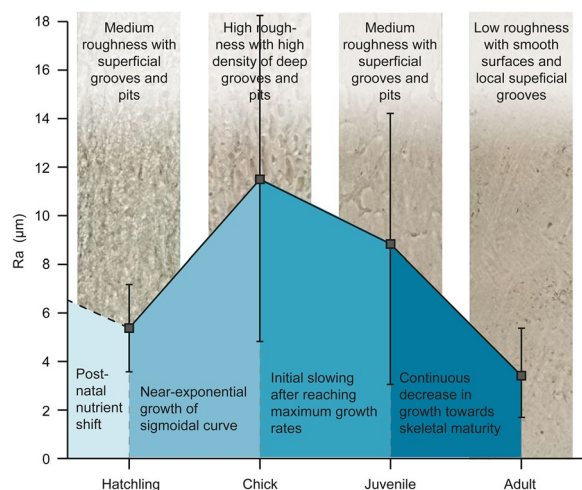 18
16
14
12
10
8
6
4
2
0
Ra (µm)
Medium
roughness with
superficial
grooves and
pits
High rough-
ness with high
density of deep
grooves and
pits
Medium
roughness with
superficial
grooves and
pits
Low roughness
with smooth
surfaces and
local supeficial
grooves
Post-
natal
nutrient
shift
Near-exponential
growth of
sigmoidal curve
Initial slowing
after reaching
maximum growth
rates
Continuous
decrease in
growth towards
skeletal maturity
Hatchling
Chick
Juvenile
Adult